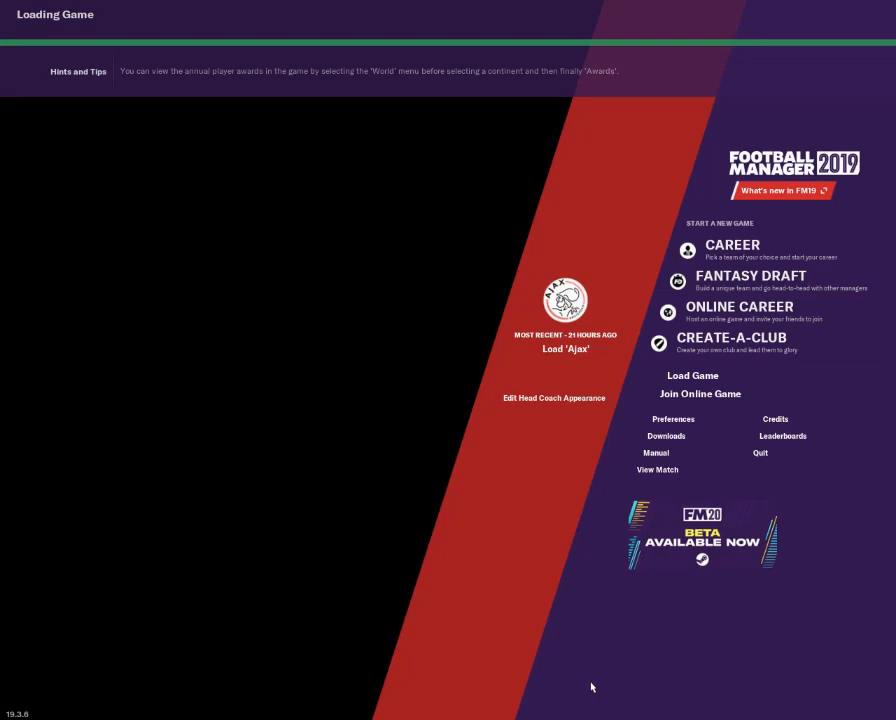 Loading Game
Hints and Tips
You can view the annual player awards in the game by selecting the 'World' menu before selecting a continent and then finally 'Awards'.
FOOTBALL
MANAGER 2019
What's new in FM19
START A NEW GAME
CAREER
Pick a team of your choice and start your career
FD
FANTASY DRAFT
Build a unique team and go head-to-head with other managers
ONLINE CAREER
Host an online game and invite your friends to join
CREATE-A-CLUB
Create your own club and lead them to glory
AJAX
MOST RECENT - 21 HOURS AGO
Load 'Ajax'
Edit Head Coach Appearance
Load Game
Join Online Game
Preferences
Credits
Downloads
Leaderboards
Manual
Quit
View Match
FM20
BETA
AVAILABLE NOW
19.3.6